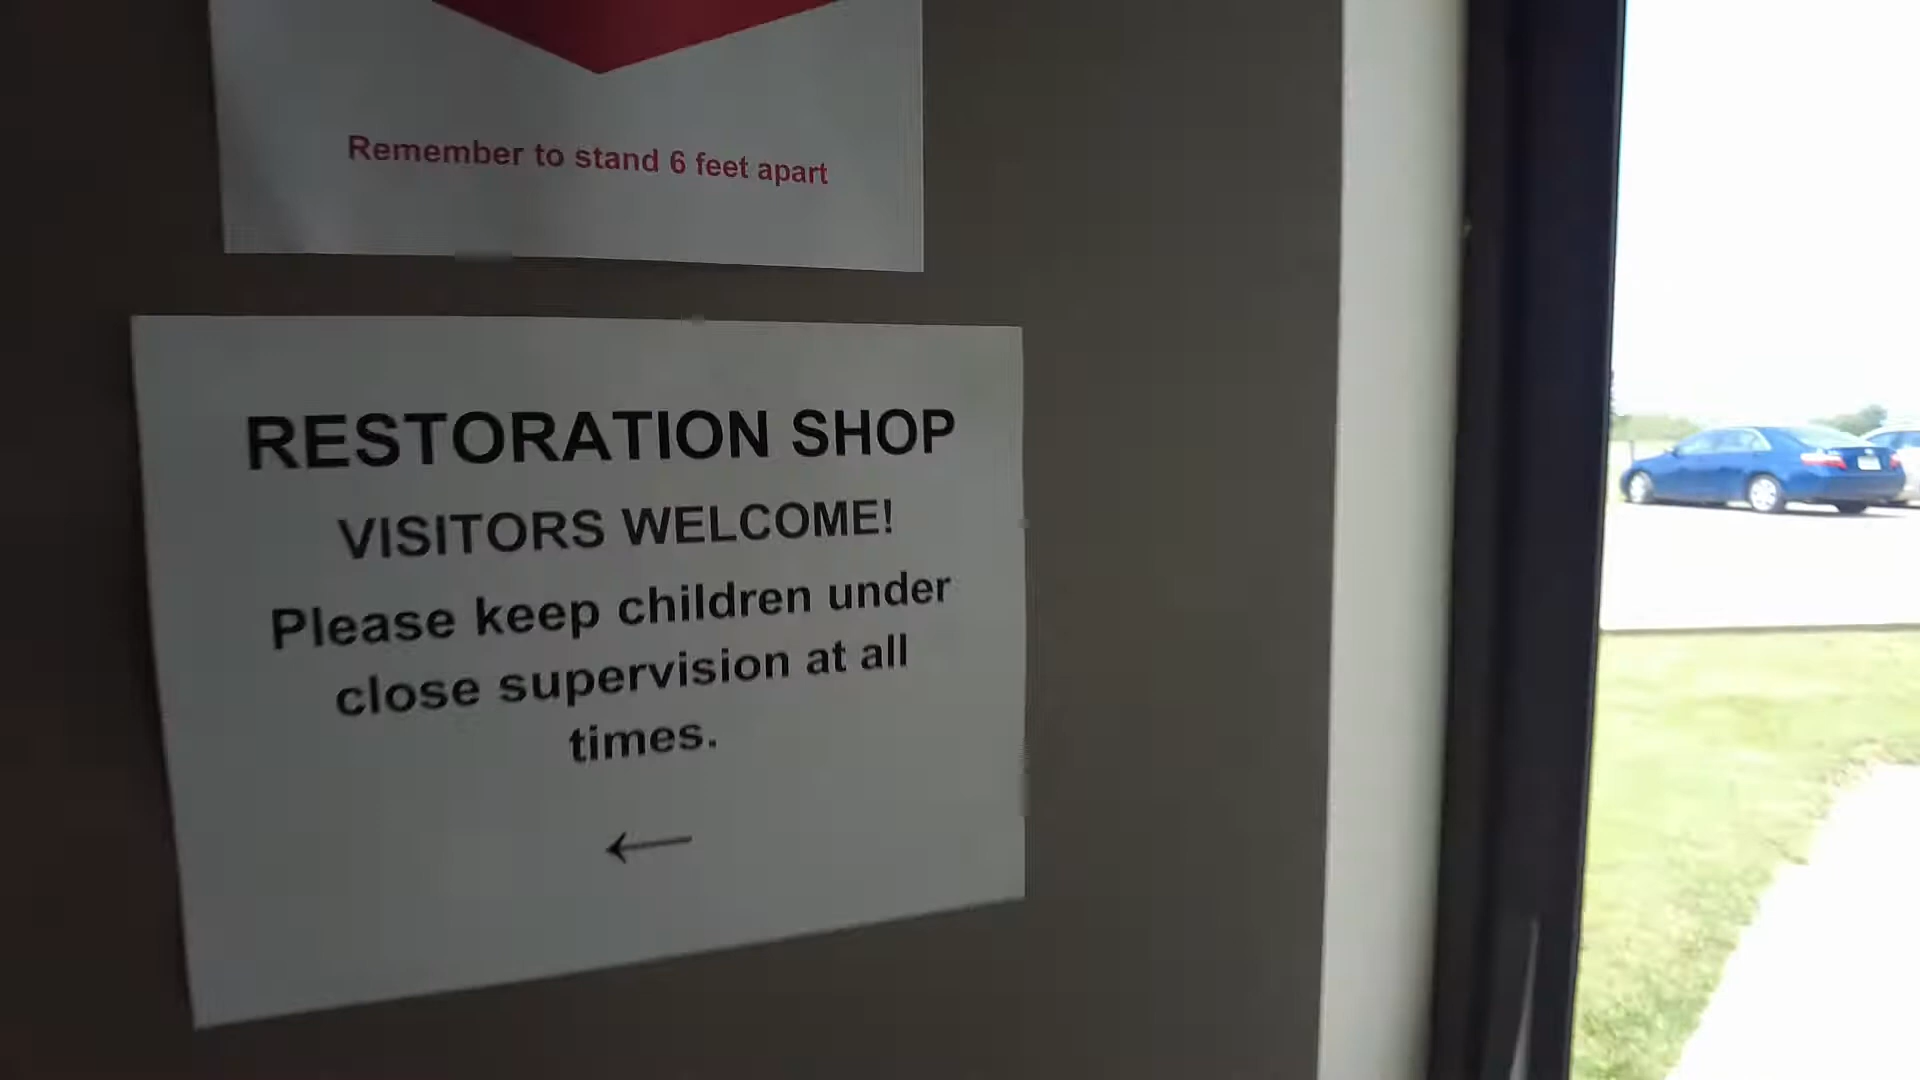 Remember to stand 6 feet apart
RESTORATION SHOP
VISITORS WELCOME!
Please keep children under
close supervision at all
times.
←